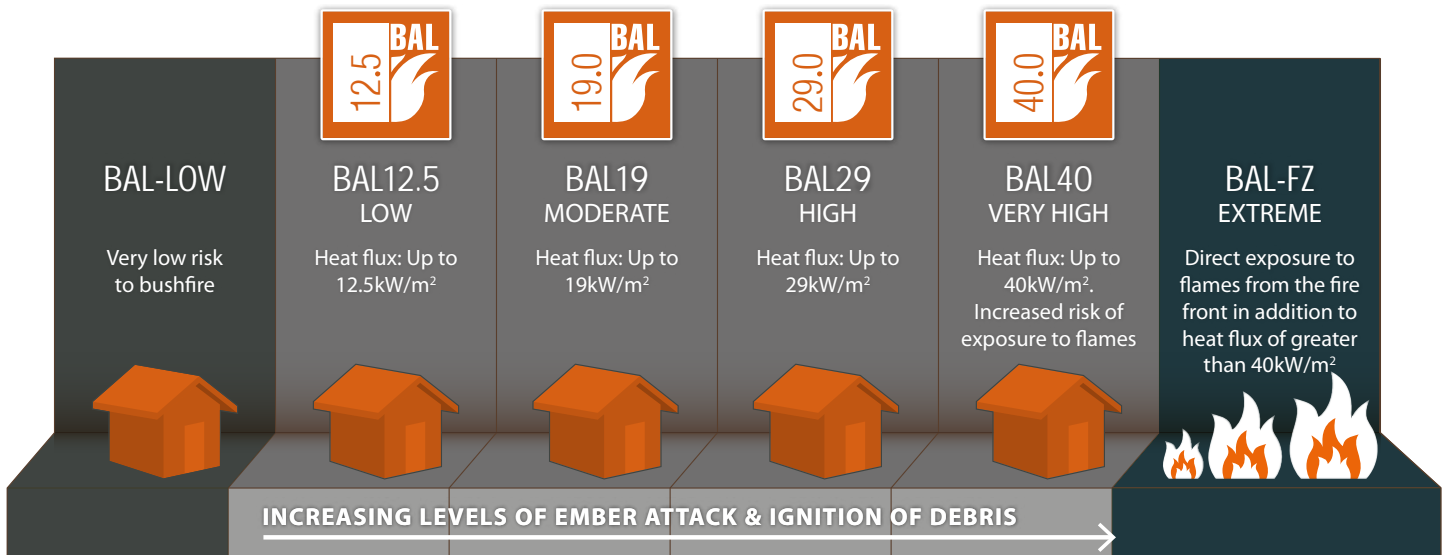 BAL
12.5
BAL
19.0
BAL
29.0
BAL
40.0
BAL-LOW
Very low risk
to bushfire
BAL12.5
LOW
Heat flux: Up to
12.5kW/m²
BAL19
MODERATE
Heat flux: Up to
19kW/m²
BAL29
HIGH
Heat flux: Up to
29kW/m²
BAL40
VERY HIGH
Heat flux: Up to
40kW/m².
Increased risk of
exposure to flames
BAL-FZ
EXTREME
Direct exposure to
flames from the fire
front in addition to
heat flux of greater
than 40kW/m²
INCREASING LEVELS OF EMBER ATTACK & IGNITION OF DEBRIS